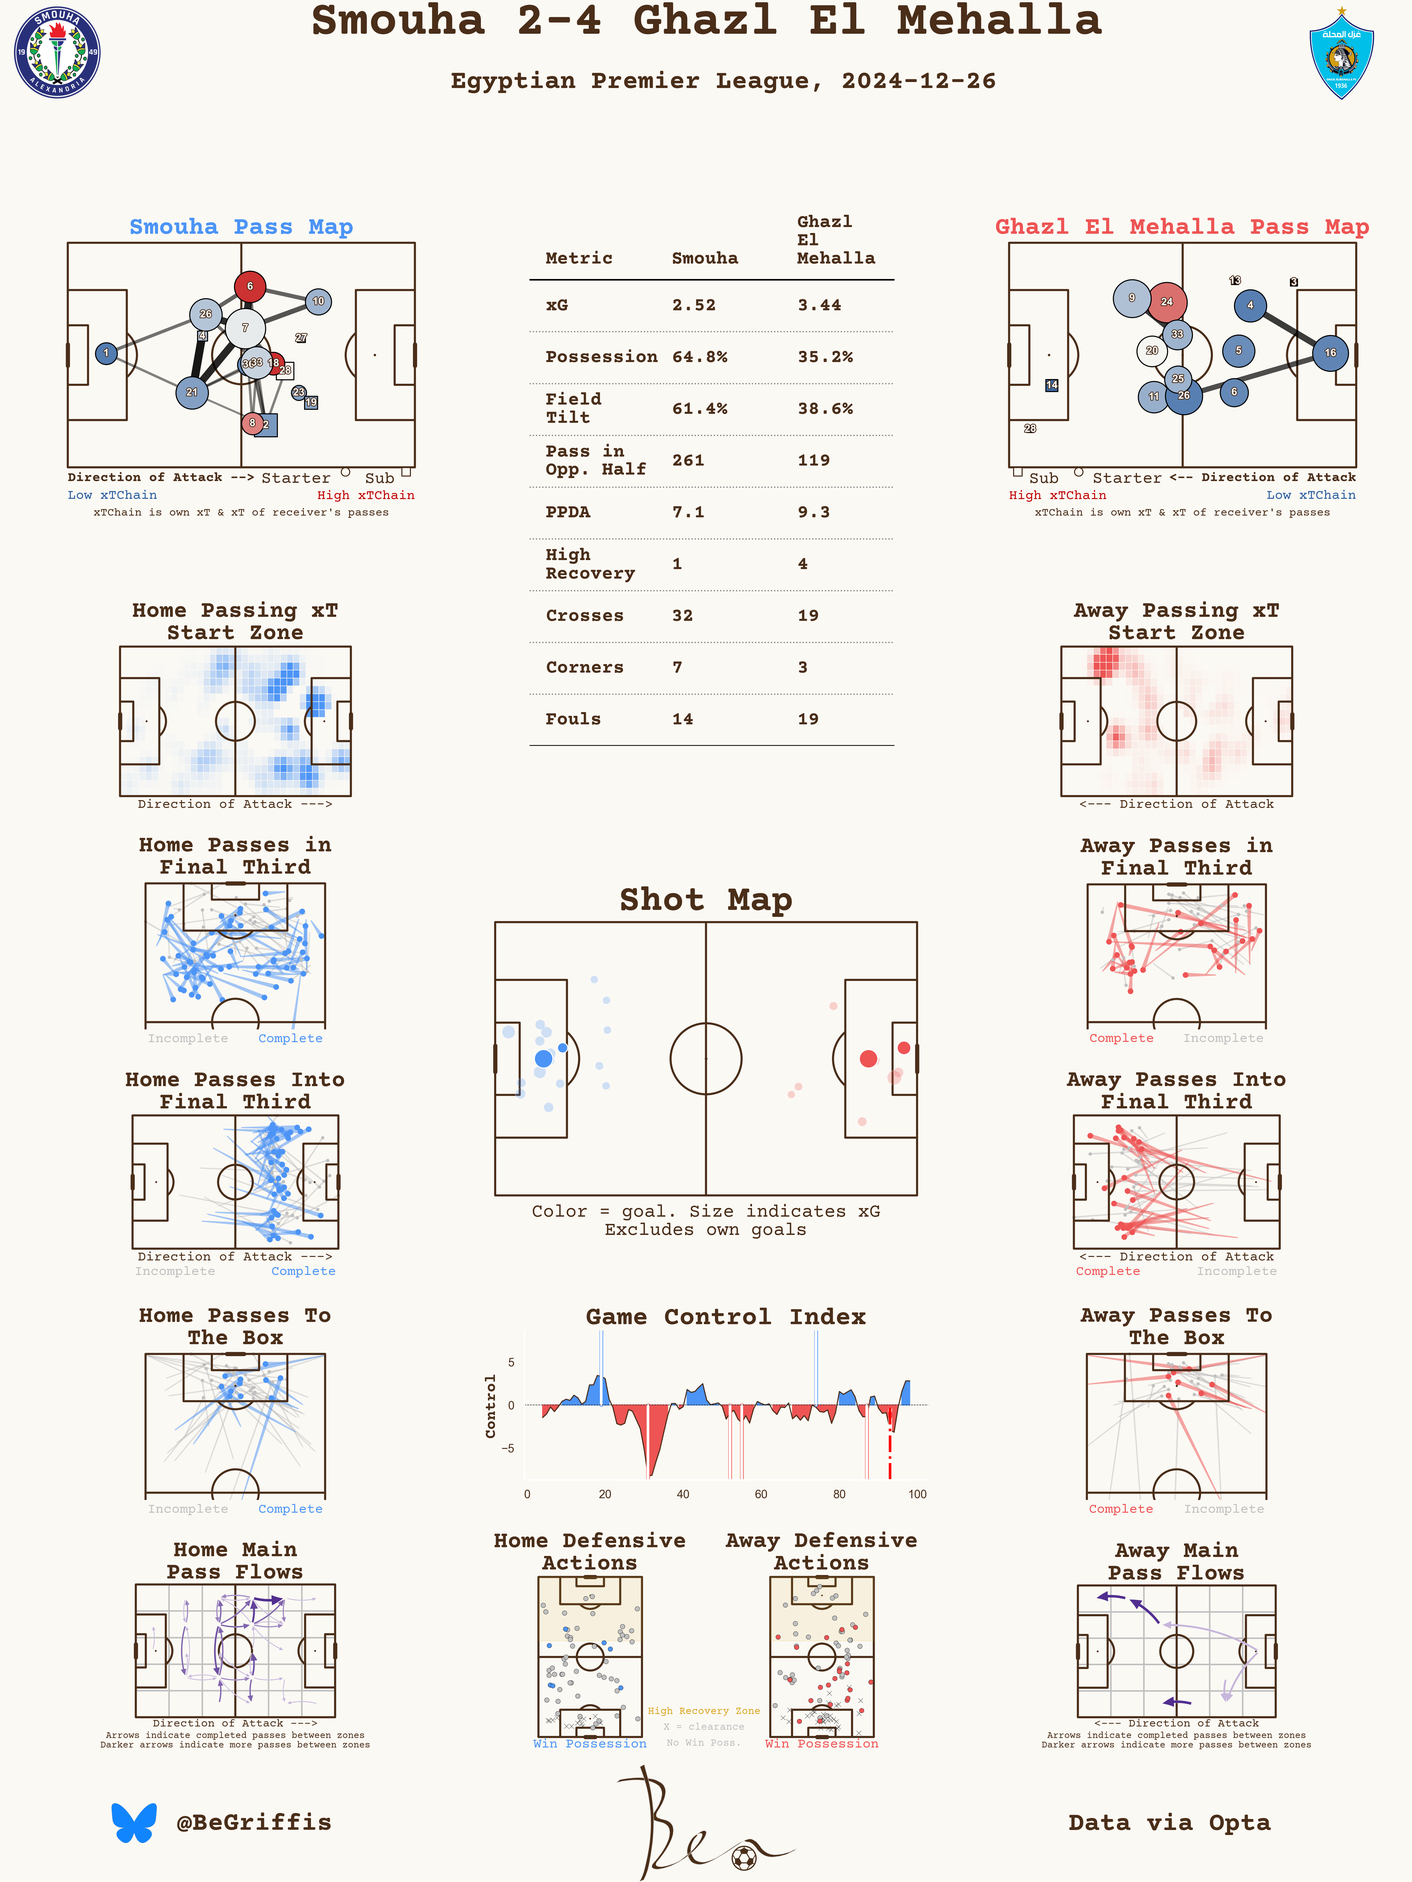 Smouha 2-4 Ghazl El Mehalla
Egyptian Premier League, 2024-12-26
SMOUHA
19 49
ALEXANDRIA
غزل المحلة
1936
Smouha Pass Map
1
26
4
21
6
7
10
27
36
33
18
28
23
19
8
2
Direction of Attack --> Starter Sub
Low xTChain High xTChain
xTChain is own xT & xT of receiver's passes
Metric Smouha Ghazl
El
Mehalla
xG 2.52 3.44
Possession 64.8% 35.2%
Field
Tilt 61.4% 38.6%
Pass in
Opp. Half 261 119
PPDA 7.1 9.3
High
Recovery 1 4
Crosses 32 19
Corners 7 3
Fouls 14 19
Ghazl El Mehalla Pass Map
13
3
9
24
4
33
20
5
16
25
14
11
26
6
28
Sub Starter <-- Direction of Attack
High xTChain Low xTChain
xTChain is own xT & xT of receiver's passes
Home Passing xT
Start Zone
Direction of Attack --->
Away Passing xT
Start Zone
<--- Direction of Attack
Home Passes in
Final Third
Incomplete Complete
Away Passes in
Final Third
Complete Incomplete
Shot Map
Color = goal. Size indicates xG
Excludes own goals
Home Passes Into
Final Third
Direction of Attack --->
Incomplete Complete
Away Passes Into
Final Third
<--- Direction of Attack
Complete Incomplete
Home Passes To
The Box
Incomplete Complete
Game Control Index
Control
5
0
−5
0 20 40 60 80 100
Away Passes To
The Box
Complete Incomplete
Home Main
Pass Flows
Direction of Attack --->
Arrows indicate completed passes between zones
Darker arrows indicate more passes between zones
Home Defensive
Actions
Win Possession
Away Defensive
Actions
Win Possession
High Recovery Zone
X = clearance
No Win Poss.
Away Main
Pass Flows
<--- Direction of Attack
Arrows indicate completed passes between zones
Darker arrows indicate more passes between zones
@BeGriffis
Ben
Data via Opta